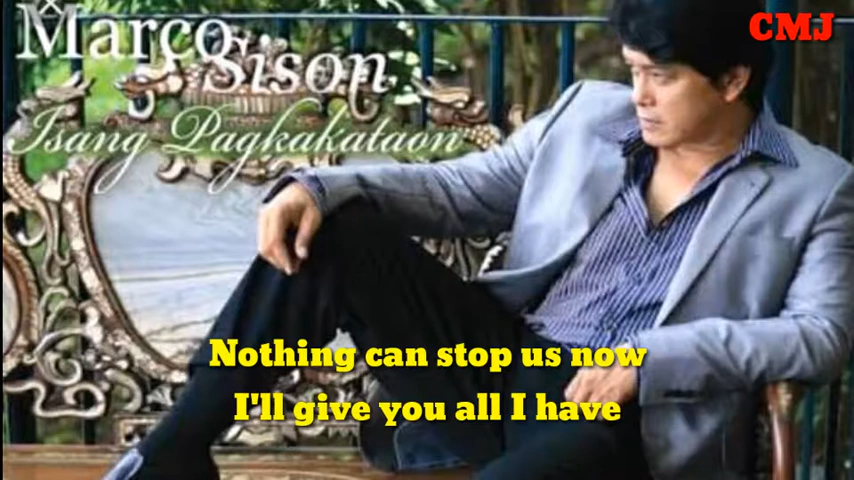 Marco
Sison
Isang Pagkakataon
CMJ
Nothing can stop us now
I'll give you all I have